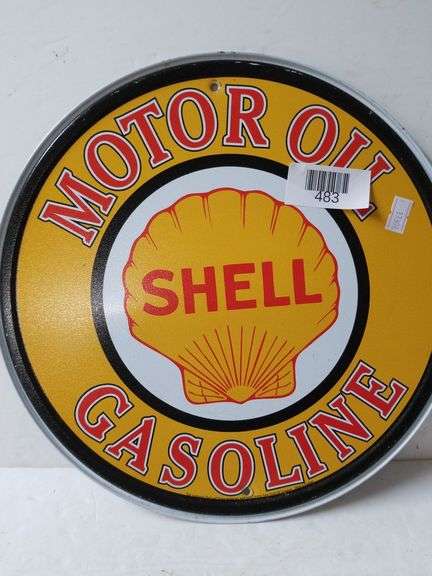 MOTOR OIL
483
SHELL
GASOLINE